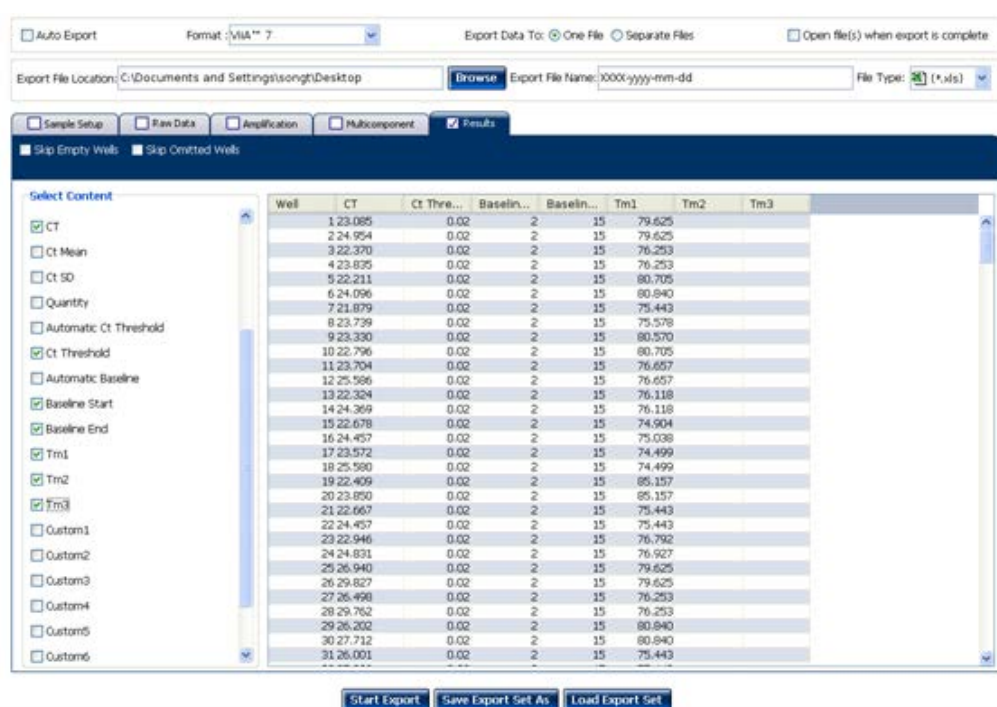 Auto Export Format : ViiA™ 7 Export Data To: One File Separate Files Open file(s) when export is complete
Export File Location: C:\Documents and Settings\songt\Desktop Browse Export File Name: XXXX-yyyy-mm-dd File Type: (*.xls)
Sample Setup Raw Data Amplification Multicomponent Results
Skip Empty Wells Skip Omitted Wells
Select Content
CT
Ct Mean
Ct SD
Quantity
Automatic Ct Threshold
Ct Threshold
Automatic Baseline
Baseline Start
Baseline End
Tm1
Tm2
Tm3
Custom1
Custom2
Custom3
Custom4
Custom5
Custom6
Well CT Ct Thre... Baselin... Baselin... Tm1 Tm2 Tm3
1 23.085 0.02 2 15 79.625
2 24.954 0.02 2 15 79.625
3 22.370 0.02 2 15 76.253
4 23.835 0.02 2 15 76.253
5 22.211 0.02 2 15 80.705
6 24.096 0.02 2 15 80.840
7 21.879 0.02 2 15 75.443
8 23.739 0.02 2 15 75.578
9 23.330 0.02 2 15 80.570
10 22.796 0.02 2 15 80.705
11 23.704 0.02 2 15 76.657
12 25.586 0.02 2 15 76.657
13 22.324 0.02 2 15 76.118
14 24.369 0.02 2 15 76.118
15 22.678 0.02 2 15 74.904
16 24.457 0.02 2 15 75.038
17 23.572 0.02 2 15 74.499
18 25.580 0.02 2 15 74.499
19 22.409 0.02 2 15 85.157
20 23.850 0.02 2 15 85.157
21 22.667 0.02 2 15 75.443
22 24.457 0.02 2 15 75.443
23 22.946 0.02 2 15 76.792
24 24.831 0.02 2 15 76.927
25 26.940 0.02 2 15 79.625
26 29.827 0.02 2 15 79.625
27 26.498 0.02 2 15 76.253
28 29.762 0.02 2 15 76.253
29 26.202 0.02 2 15 80.840
30 27.712 0.02 2 15 80.840
31 26.001 0.02 2 15 75.443
Start Export Save Export Set As Load Export Set